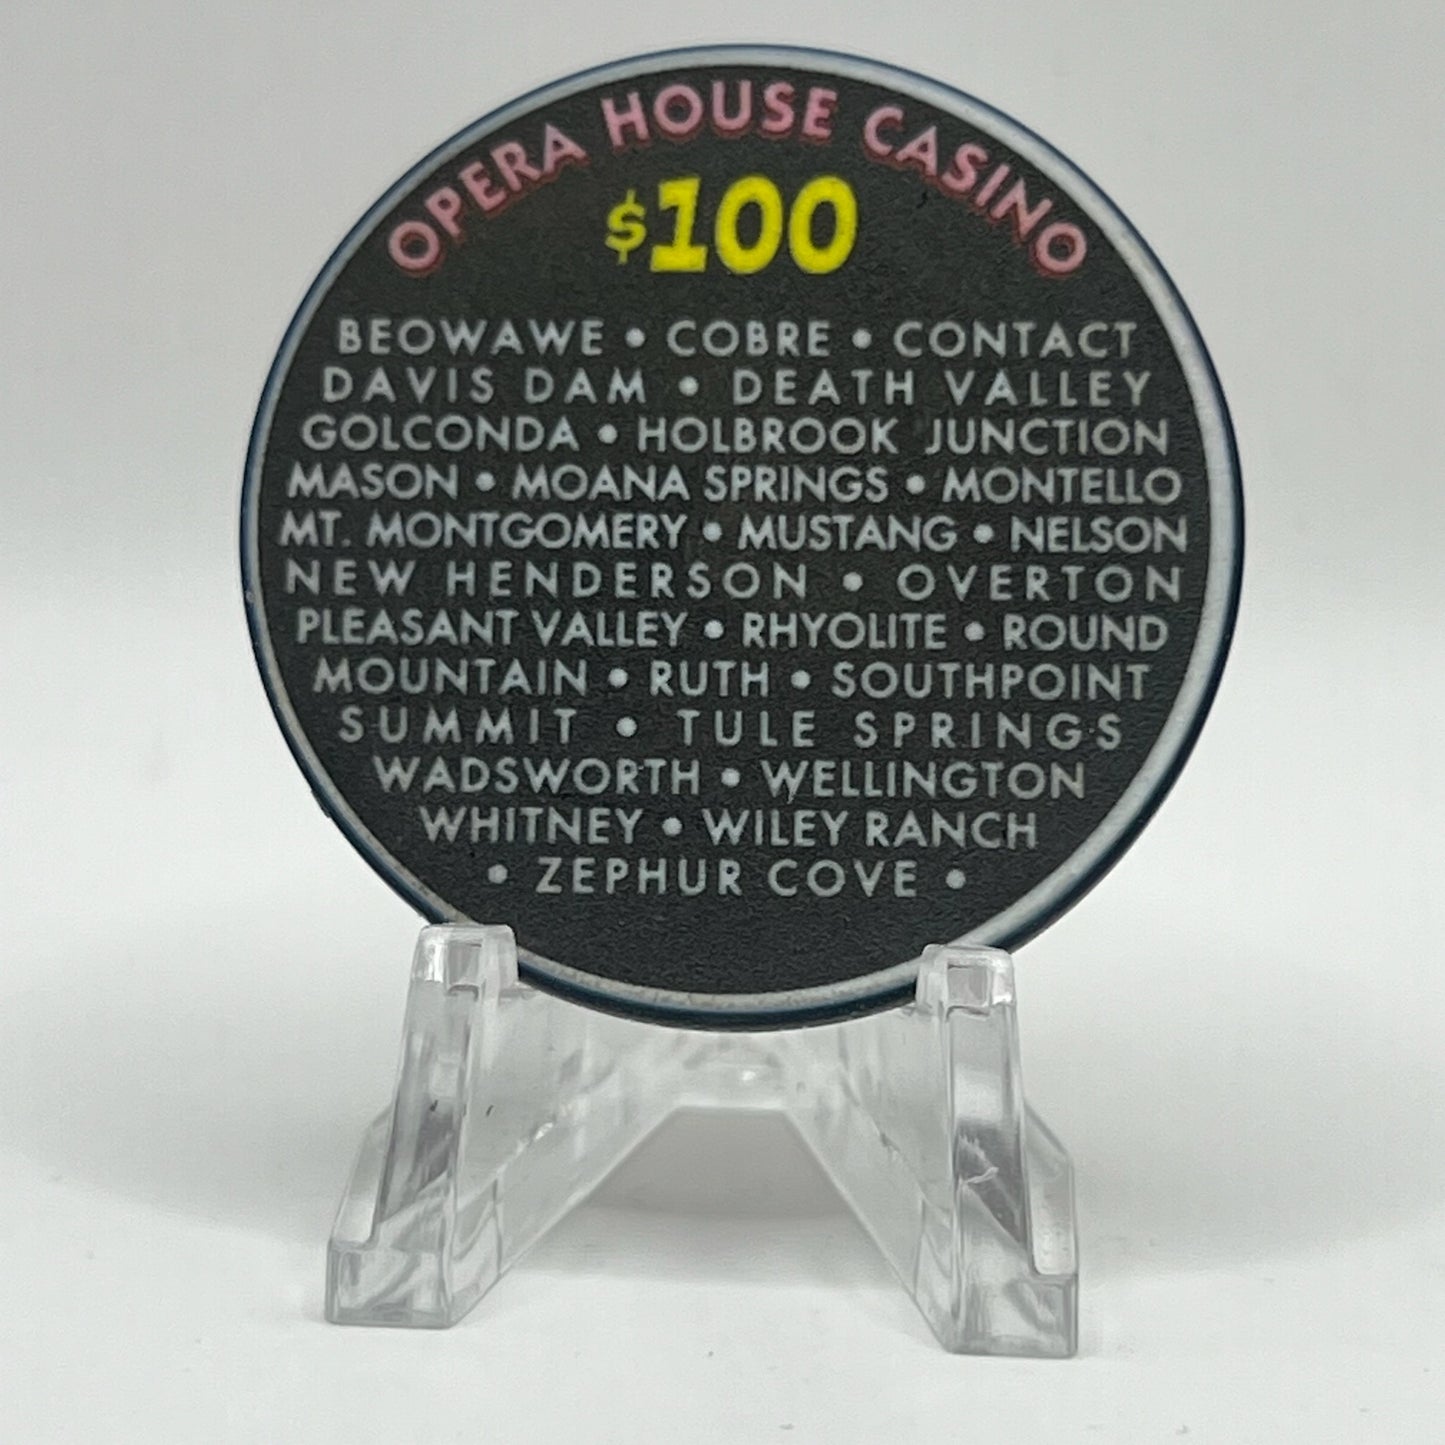 OPERA HOUSE CASINO
$100
BEOWAWE • COBRE • CONTACT
DAVIS DAM • DEATH VALLEY
GOLCONDA • HOLBROOK JUNCTION
MASON • MOANA SPRINGS • MONTELLO
MT. MONTGOMERY • MUSTANG • NELSON
NEW HENDERSON • OVERTON
PLEASANT VALLEY • RHYOLITE • ROUND
MOUNTAIN • RUTH • SOUTHPOINT
SUMMIT • TULE SPRINGS
WADSWORTH • WELLINGTON
WHITNEY • WILEY RANCH
• ZEPHUR COVE •